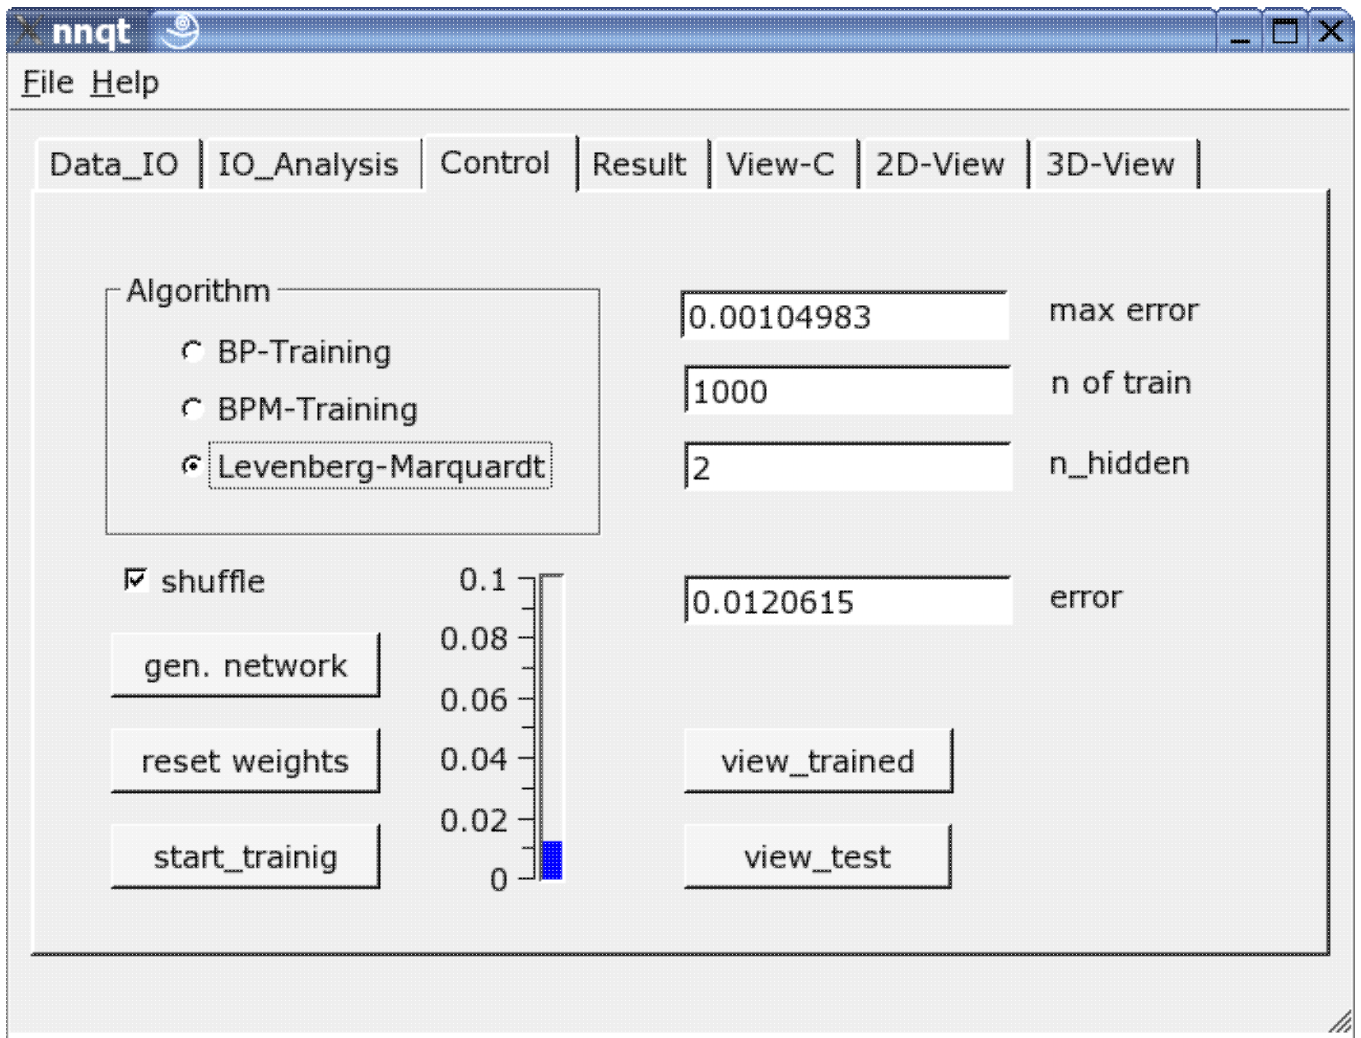 nnqt
File Help
Data_IO IO_Analysis Control Result View-C 2D-View 3D-View
Algorithm
BP-Training
BPM-Training
Levenberg-Marquardt
0.00104983 max error
1000 n of train
2 n_hidden
shuffle
gen. network
reset weights
start_trainig
0.1
0.08
0.06
0.04
0.02
0
0.0120615 error
view_trained
view_test